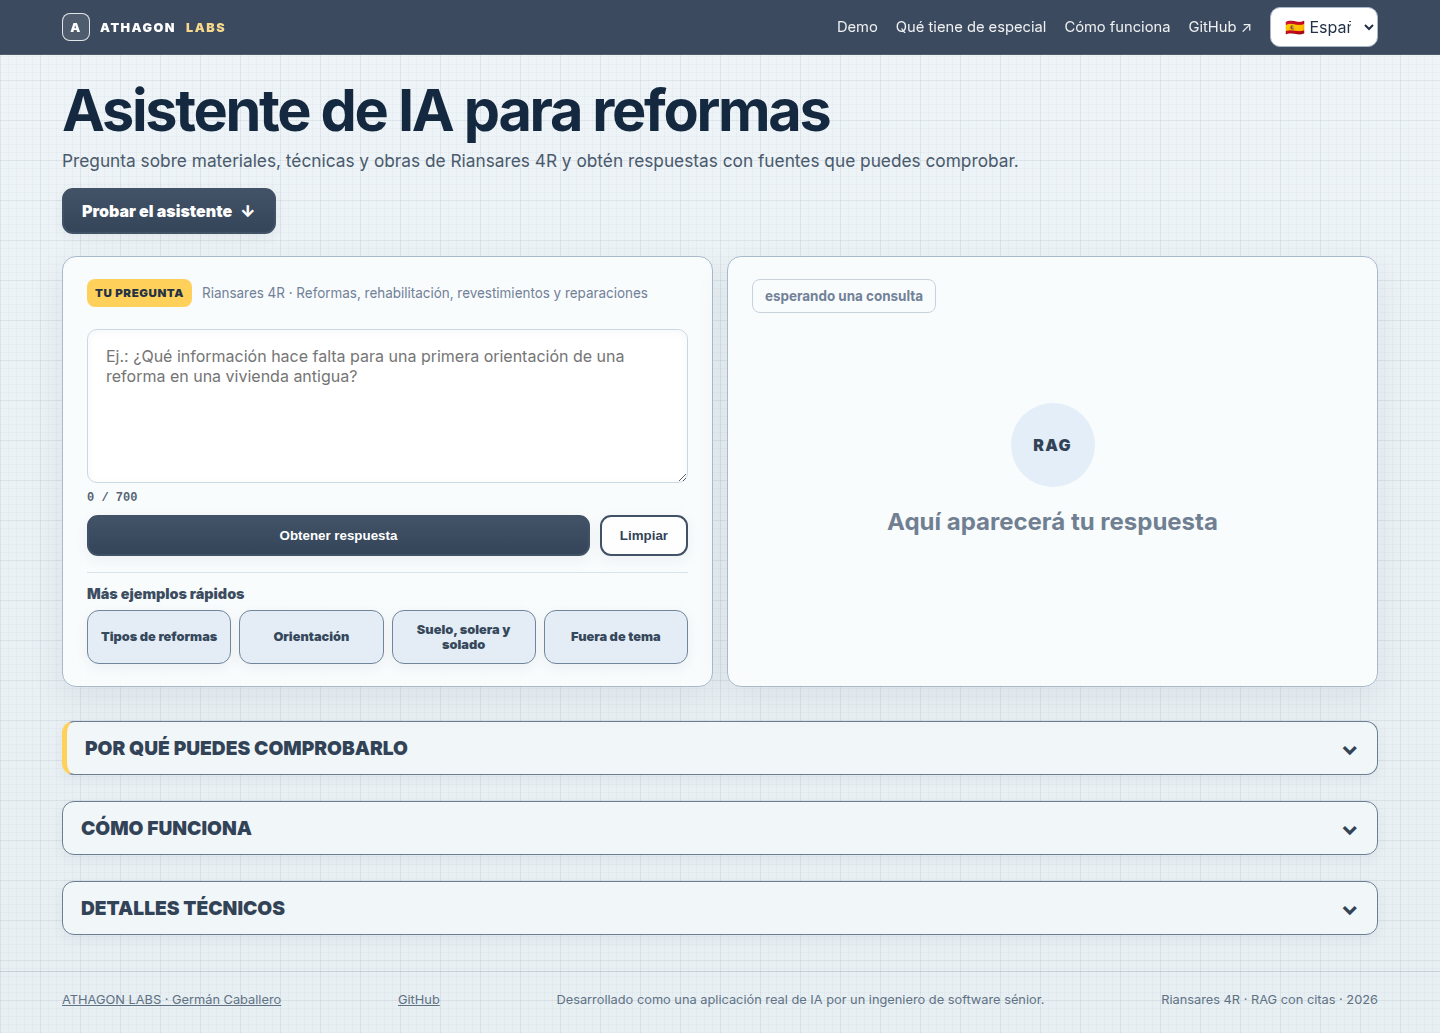 A ATHAGON LABS
Demo Qué tiene de especial Cómo funciona GitHub ↗ 🇪🇸 Españ
Asistente de IA para reformas
Pregunta sobre materiales, técnicas y obras de Riansares 4R y obtén respuestas con fuentes que puedes comprobar.
Probar el asistente ↓
TU PREGUNTA Riansares 4R · Reformas, rehabilitación, revestimientos y reparaciones
Ej.: ¿Qué información hace falta para una primera orientación de una
reforma en una vivienda antigua?
0 / 700
Obtener respuesta Limpiar
Más ejemplos rápidos
Tipos de reformas
Orientación
Suelo, solera y
solado
Fuera de tema
esperando una consulta
RAG
Aquí aparecerá tu respuesta
POR QUÉ PUEDES COMPROBARLO
CÓMO FUNCIONA
DETALLES TÉCNICOS
ATHAGON LABS · Germán Caballero GitHub Desarrollado como una aplicación real de IA por un ingeniero de software sénior. Riansares 4R · RAG con citas · 2026